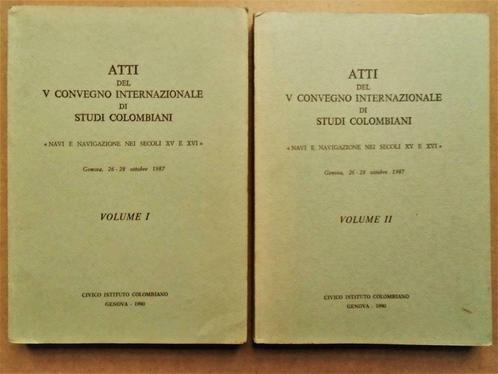 ATTI
DEL
V CONVEGNO INTERNAZIONALE
DI
STUDI COLOMBIANI
« NAVI E NAVIGAZIONE NEI SECOLI XV E XVI »
Genova, 26 - 28 ottobre 1987
VOLUME I
CIVICO ISTITUTO COLOMBIANO
GENOVA - 1990
ATTI
DEL
V CONVEGNO INTERNAZIONALE
DI
STUDI COLOMBIANI
« NAVI E NAVIGAZIONE NEI SECOLI XV E XVI »
Genova, 26 - 28 ottobre 1987
VOLUME II
CIVICO ISTITUTO COLOMBIANO
GENOVA - 1990